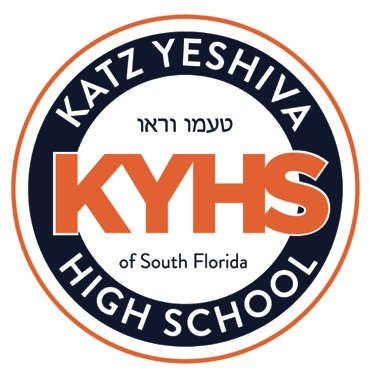 KATZ YESHIVA
טעמו וראו
KYHS
of South Florida
HIGH SCHOOL